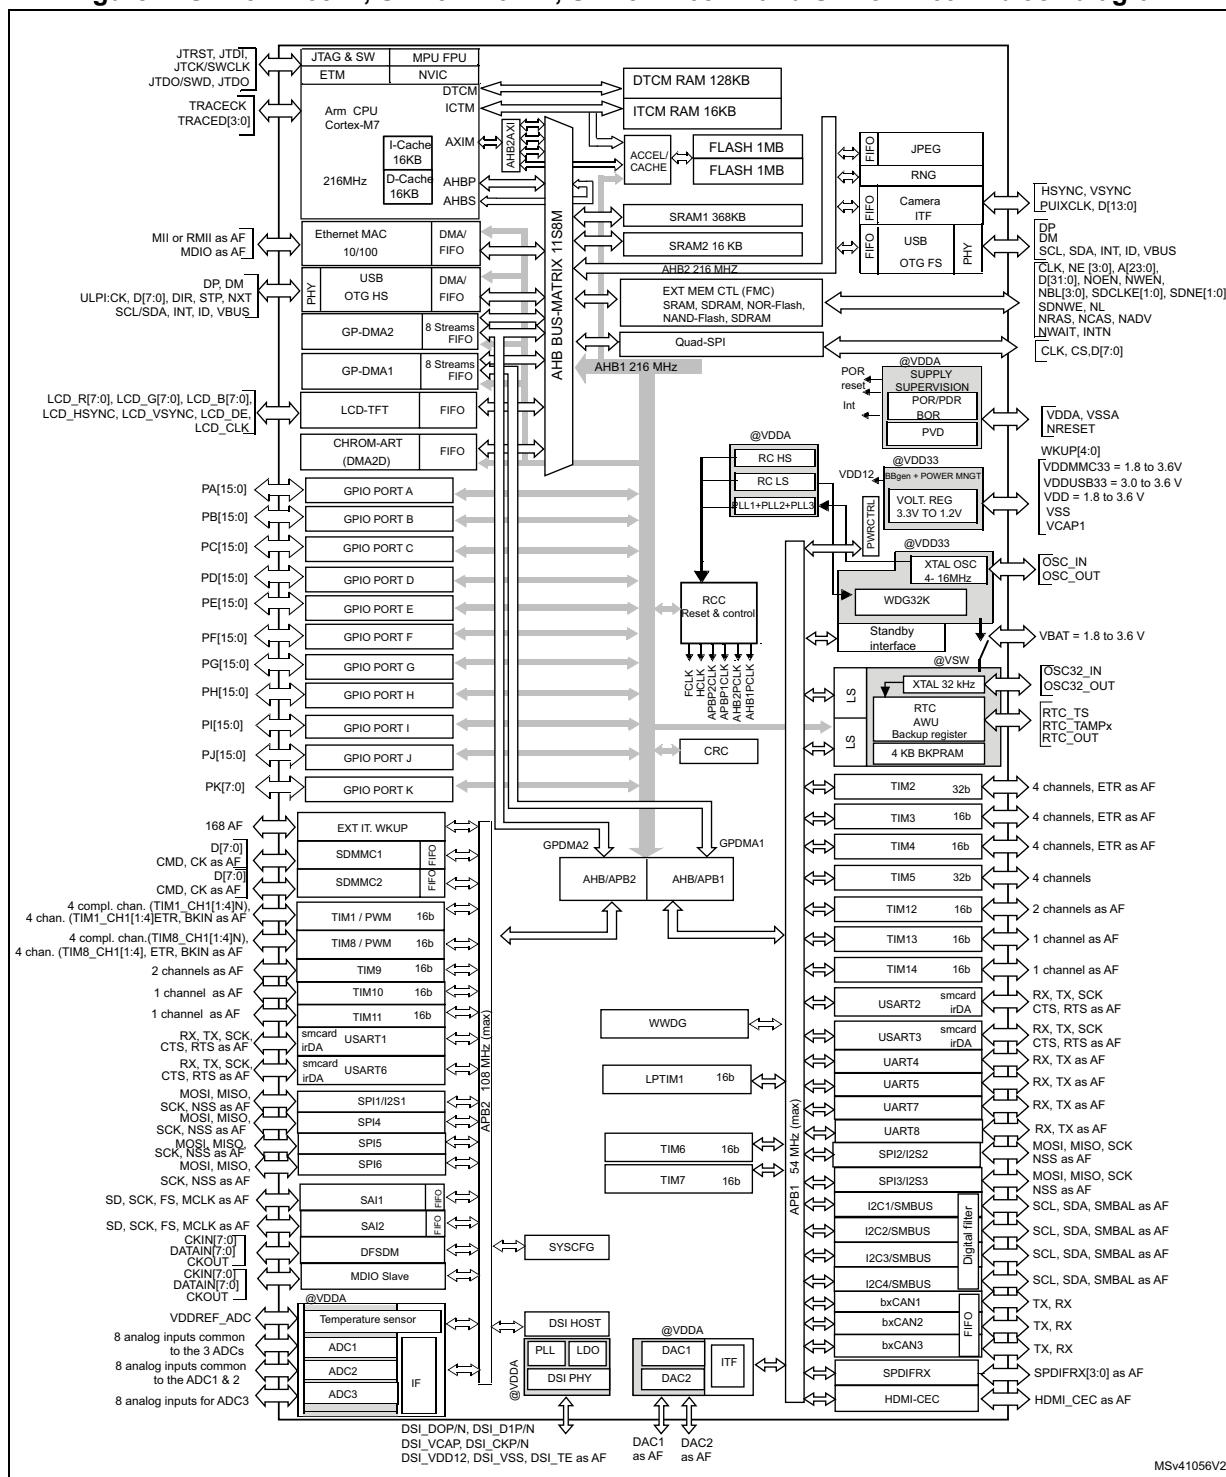 JTRST, JTDI,
JTCK/SWCLK
JTDO/SWD, JTDO
TRACECK
TRACED[3:0]
JTAG & SW
MPU FPU
ETM
NVIC
DTCM
ICTM
Arm CPU
Cortex-M7
AXIM
I-Cache
16KB
D-Cache
16KB
216MHz
AHBP
AHBS
AHB2AXI
DTCM RAM 128KB
ITCM RAM 16KB
ACCEL/
CACHE
FLASH 1MB
FLASH 1MB
SRAM1 368KB
SRAM2 16 KB
AHB2 216 MHZ
EXT MEM CTL (FMC)
SRAM, SDRAM, NOR-Flash,
NAND-Flash, SDRAM
Quad-SPI
AHB1 216 MHz
AHB BUS-MATRIX 11S8M
FIFO
JPEG
RNG
FIFO
Camera
ITF
FIFO
USB
OTG FS
PHY
HSYNC, VSYNC
PUIXCLK, D[13:0]
DP
DM
SCL, SDA, INT, ID, VBUS
CLK, NE [3:0], A[23:0],
D[31:0], NOEN, NWEN,
NBL[3:0], SDCLKE[1:0], SDNE[1:0]
SDNWE, NL
NRAS, NCAS, NADV
NWAIT, INTN
CLK, CS,D[7:0]
MII or RMII as AF
MDIO as AF
Ethernet MAC
10/100
DMA/
FIFO
DP, DM
ULPI:CK, D[7:0], DIR, STP, NXT
SCL/SDA, INT, ID, VBUS
PHY
USB
OTG HS
DMA/
FIFO
GP-DMA2
8 Streams
FIFO
GP-DMA1
8 Streams
FIFO
LCD_R[7:0], LCD_G[7:0], LCD_B[7:0],
LCD_HSYNC, LCD_VSYNC, LCD_DE,
LCD_CLK
LCD-TFT
FIFO
CHROM-ART
(DMA2D)
FIFO
@VDDA
POR
reset
Int
SUPPLY
SUPERVISION
POR/PDR
BOR
PVD
VDDA, VSSA
NRESET
WKUP[4:0]
@VDDA
RC HS
RC LS
PLL1+PLL2+PLL3
@VDD33
VDD12
BBgen + POWER MNGT
VOLT. REG
3.3V TO 1.2V
PWRCTRL
VDDMMC33 = 1.8 to 3.6V
VDDUSB33 = 3.0 to 3.6 V
VDD = 1.8 to 3.6 V
VSS
VCAP1
@VDD33
XTAL OSC
4- 16MHz
WDG32K
OSC_IN
OSC_OUT
Standby
interface
VBAT = 1.8 to 3.6 V
@VSW
LS
LS
XTAL 32 kHz
RTC
AWU
Backup register
4 KB BKPRAM
OSC32_IN
OSC32_OUT
RTC_TS
RTC_TAMPx
RTC_OUT
RCC
Reset & control
FCLK
HCLK
APBP2CLK
APBP1CLK
AHB2PCLK
AHB1PCLK
CRC
PA[15:0]
GPIO PORT A
PB[15:0]
GPIO PORT B
PC[15:0]
GPIO PORT C
PD[15:0]
GPIO PORT D
PE[15:0]
GPIO PORT E
PF[15:0]
GPIO PORT F
PG[15:0]
GPIO PORT G
PH[15:0]
GPIO PORT H
PI[15:0]
GPIO PORT I
PJ[15:0]
GPIO PORT J
PK[7:0]
GPIO PORT K
GPDMA2
GPDMA1
AHB/APB2
AHB/APB1
168 AF
EXT IT. WKUP
D[7:0]
CMD, CK as AF
SDMMC1
FIFO
D[7:0]
CMD, CK as AF
SDMMC2
FIFO
4 compl. chan. (TIM1_CH1[1:4]N),
4 chan. (TIM1_CH1[1:4]ETR, BKIN as AF
TIM1 / PWM
16b
4 compl. chan.(TIM8_CH1[1:4]N),
4 chan. (TIM8_CH1[1:4], ETR, BKIN as AF
TIM8 / PWM
16b
2 channels as AF
TIM9
16b
1 channel as AF
TIM10
16b
1 channel as AF
TIM11
16b
RX, TX, SCK,
CTS, RTS as AF
smcard
irDA
USART1
RX, TX, SCK,
CTS, RTS as AF
smcard
irDA
USART6
MOSI, MISO,
SCK, NSS as AF
SPI1/I2S1
MOSI, MISO,
SCK, NSS as AF
SPI4
MOSI, MISO,
SCK, NSS as AF
SPI5
MOSI, MISO,
SCK, NSS as AF
SPI6
SD, SCK, FS, MCLK as AF
SAI1
FIFO
SD, SCK, FS, MCLK as AF
SAI2
FIFO
CKIN[7:0]
DATAIN[7:0]
CKOUT
DFSDM
CKIN[7:0]
DATAIN[7:0]
CKOUT
MDIO Slave
@VDDA
VDDREF_ADC
Temperature sensor
8 analog inputs common
to the 3 ADCs
ADC1
8 analog inputs common
to the ADC1 & 2
ADC2
8 analog inputs for ADC3
ADC3
IF
APB2 108 MHz (max)
SYSCFG
DSI HOST
@VDDA
PLL
LDO
DSI PHY
DSI_DOP/N, DSI_D1P/N
DSI_VCAP, DSI_CKP/N
DSI_VDD12, DSI_VSS, DSI_TE as AF
@VDDA
DAC1
DAC2
ITF
DAC1
as AF
DAC2
as AF
WWDG
LPTIM1
16b
TIM6
16b
TIM7
16b
APB1 54 MHz (max)
TIM2
32b
4 channels, ETR as AF
TIM3
16b
4 channels, ETR as AF
TIM4
16b
4 channels, ETR as AF
TIM5
32b
4 channels
TIM12
16b
2 channels as AF
TIM13
16b
1 channel as AF
TIM14
16b
1 channel as AF
USART2
smcard
irDA
RX, TX, SCK
CTS, RTS as AF
USART3
smcard
irDA
RX, TX, SCK
CTS, RTS as AF
UART4
RX, TX as AF
UART5
RX, TX as AF
UART7
RX, TX as AF
UART8
RX, TX as AF
SPI2/I2S2
MOSI, MISO, SCK
NSS as AF
SPI3/I2S3
MOSI, MISO, SCK
NSS as AF
I2C1/SMBUS
SCL, SDA, SMBAL as AF
I2C2/SMBUS
SCL, SDA, SMBAL as AF
I2C3/SMBUS
SCL, SDA, SMBAL as AF
I2C4/SMBUS
SCL, SDA, SMBAL as AF
Digital filter
bxCAN1
TX, RX
bxCAN2
TX, RX
bxCAN3
TX, RX
FIFO
SPDIFRX
SPDIFRX[3:0] as AF
HDMI-CEC
HDMI_CEC as AF
MSv41056V2